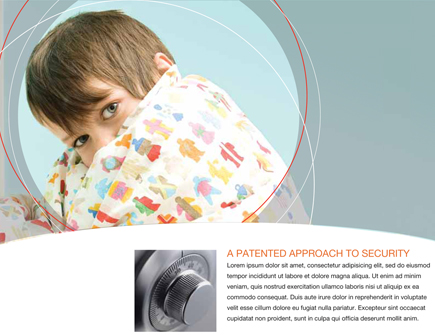 A PATENTED APPROACH TO SECURITY
Lorem ipsum dolor sit amet, consectetur adipisicing elit, sed do eiusmod
tempor incididunt ut labore et dolore magna aliqua. Ut enim ad minim
veniam, quis nostrud exercitation ullamco laboris nisi ut aliquip ex ea
commodo consequat. Duis aute irure dolor in reprehenderit in voluptate
velit esse cillum dolore eu fugiat nulla pariatur. Excepteur sint occaecat
cupidatat non proident, sunt in culpa qui officia deserunt mollit anim.